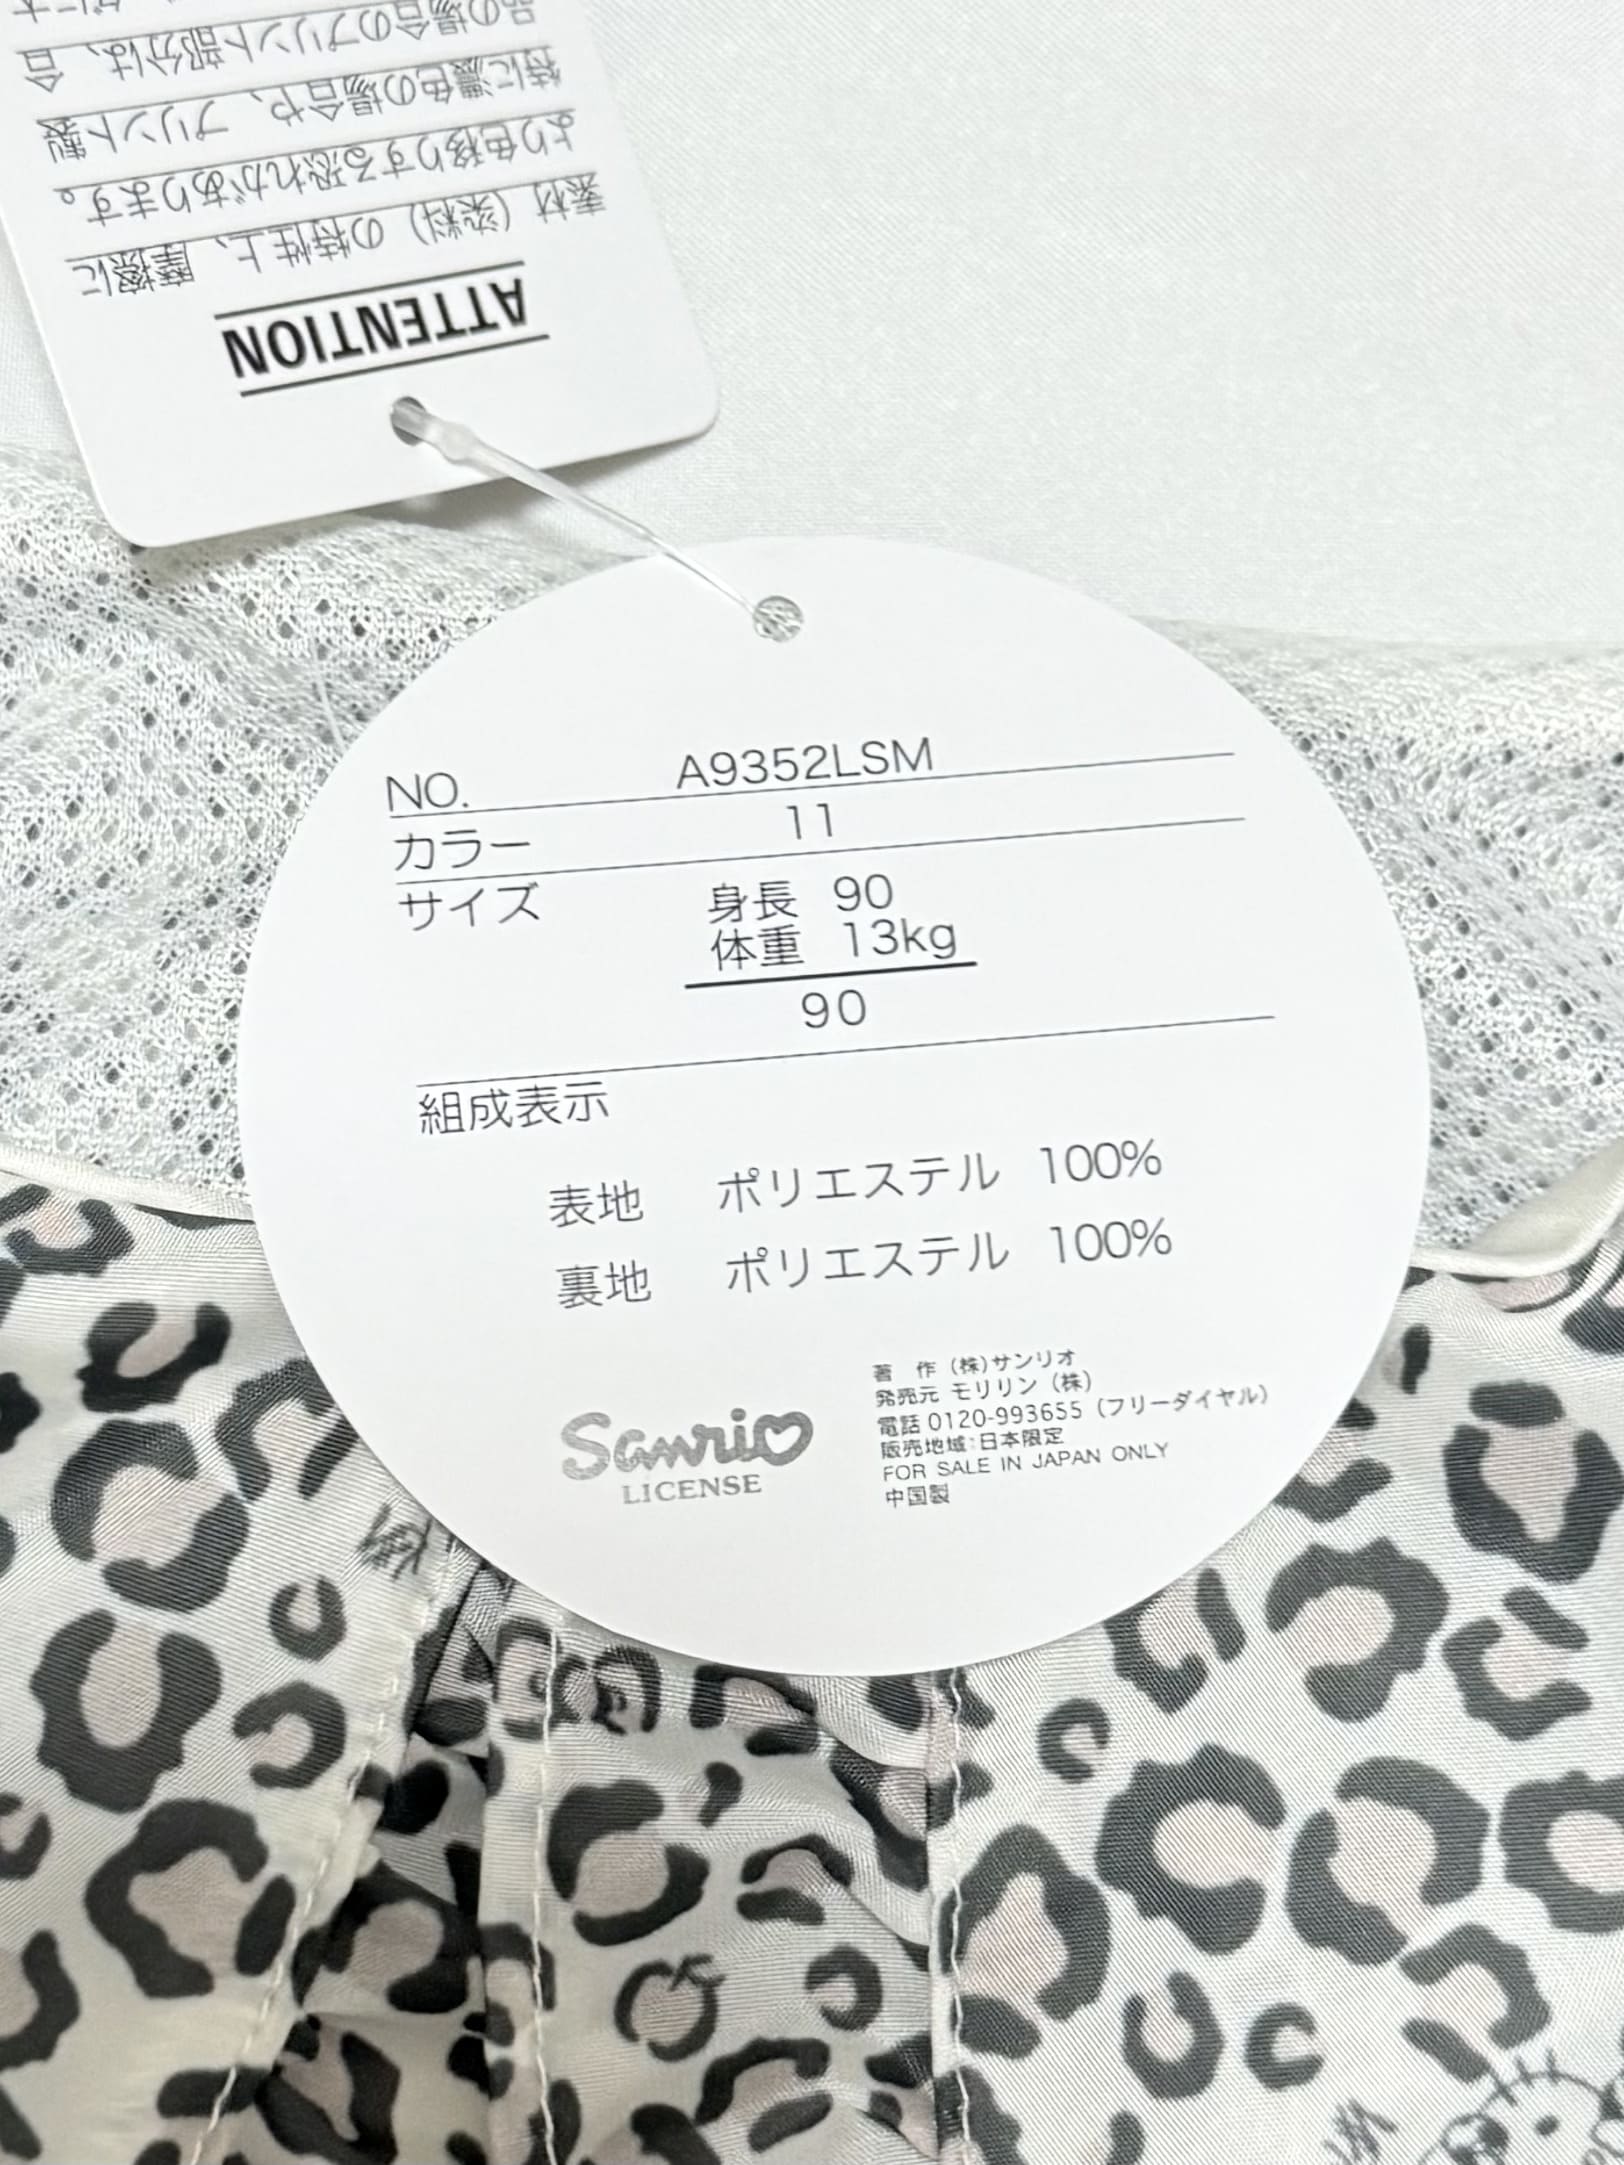 ATTENTION
素材（染料）の特性上、摩擦に
より色移りする恐れがあります。
特に濃色の場合や、プリント製
品の場合のプリント部分は、合
NO. A9352LSM
カラー 11
サイズ 身長 90
体重 13kg
90
組成表示
表地 ポリエステル 100%
裏地 ポリエステル 100%
Sanrio
LICENSE
著 作 (株)サンリオ
発売元 モリリン（株）
電話 0120-993655（フリーダイヤル）
販売地域:日本限定
FOR SALE IN JAPAN ONLY
中国製